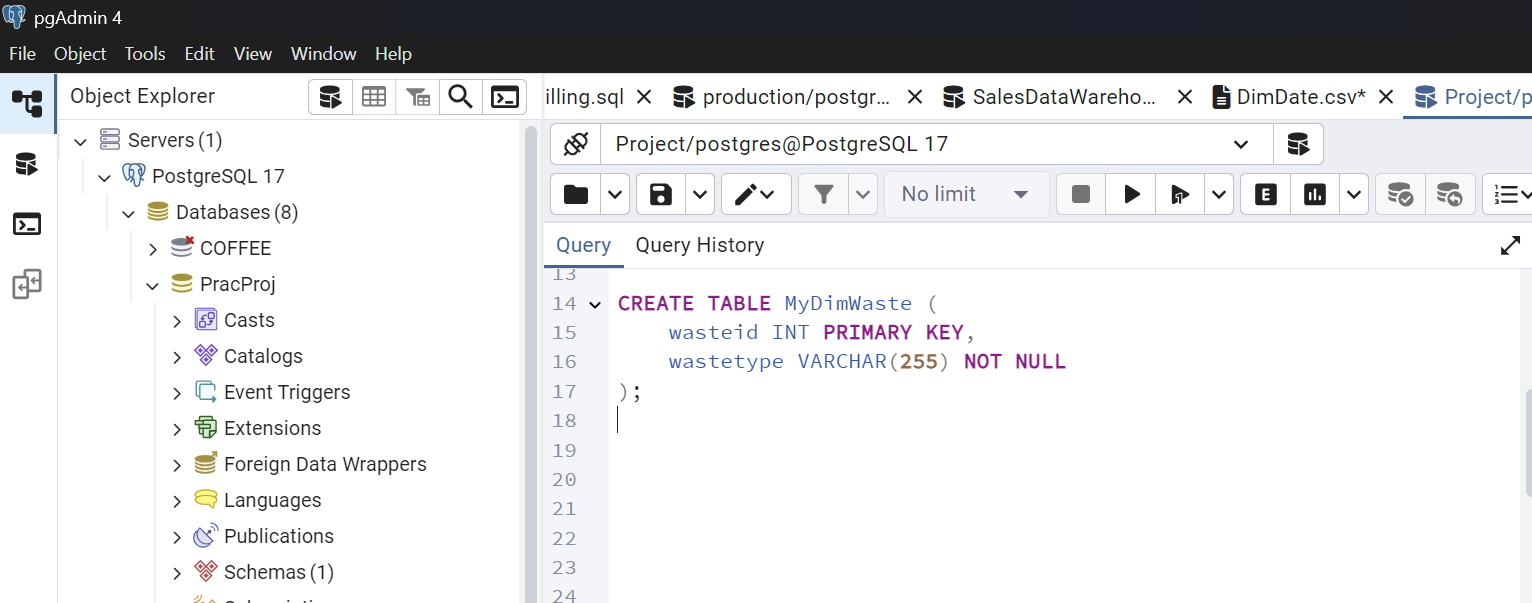 pgAdmin 4
File Object Tools Edit View Window Help
Object Explorer
illing.sql
production/postgr...
SalesDataWareho...
DimDate.csv*
Project/p
Servers (1)
PostgreSQL 17
Databases (8)
COFFEE
PracProj
Casts
Catalogs
Event Triggers
Extensions
Foreign Data Wrappers
Languages
Publications
Schemas (1)
Project/postgres@PostgreSQL 17
No limit
E
Query Query History
13
14 CREATE TABLE MyDimWaste (
15 wasteid INT PRIMARY KEY,
16 wastetype VARCHAR(255) NOT NULL
17 );
18
19
20
21
22
23
24